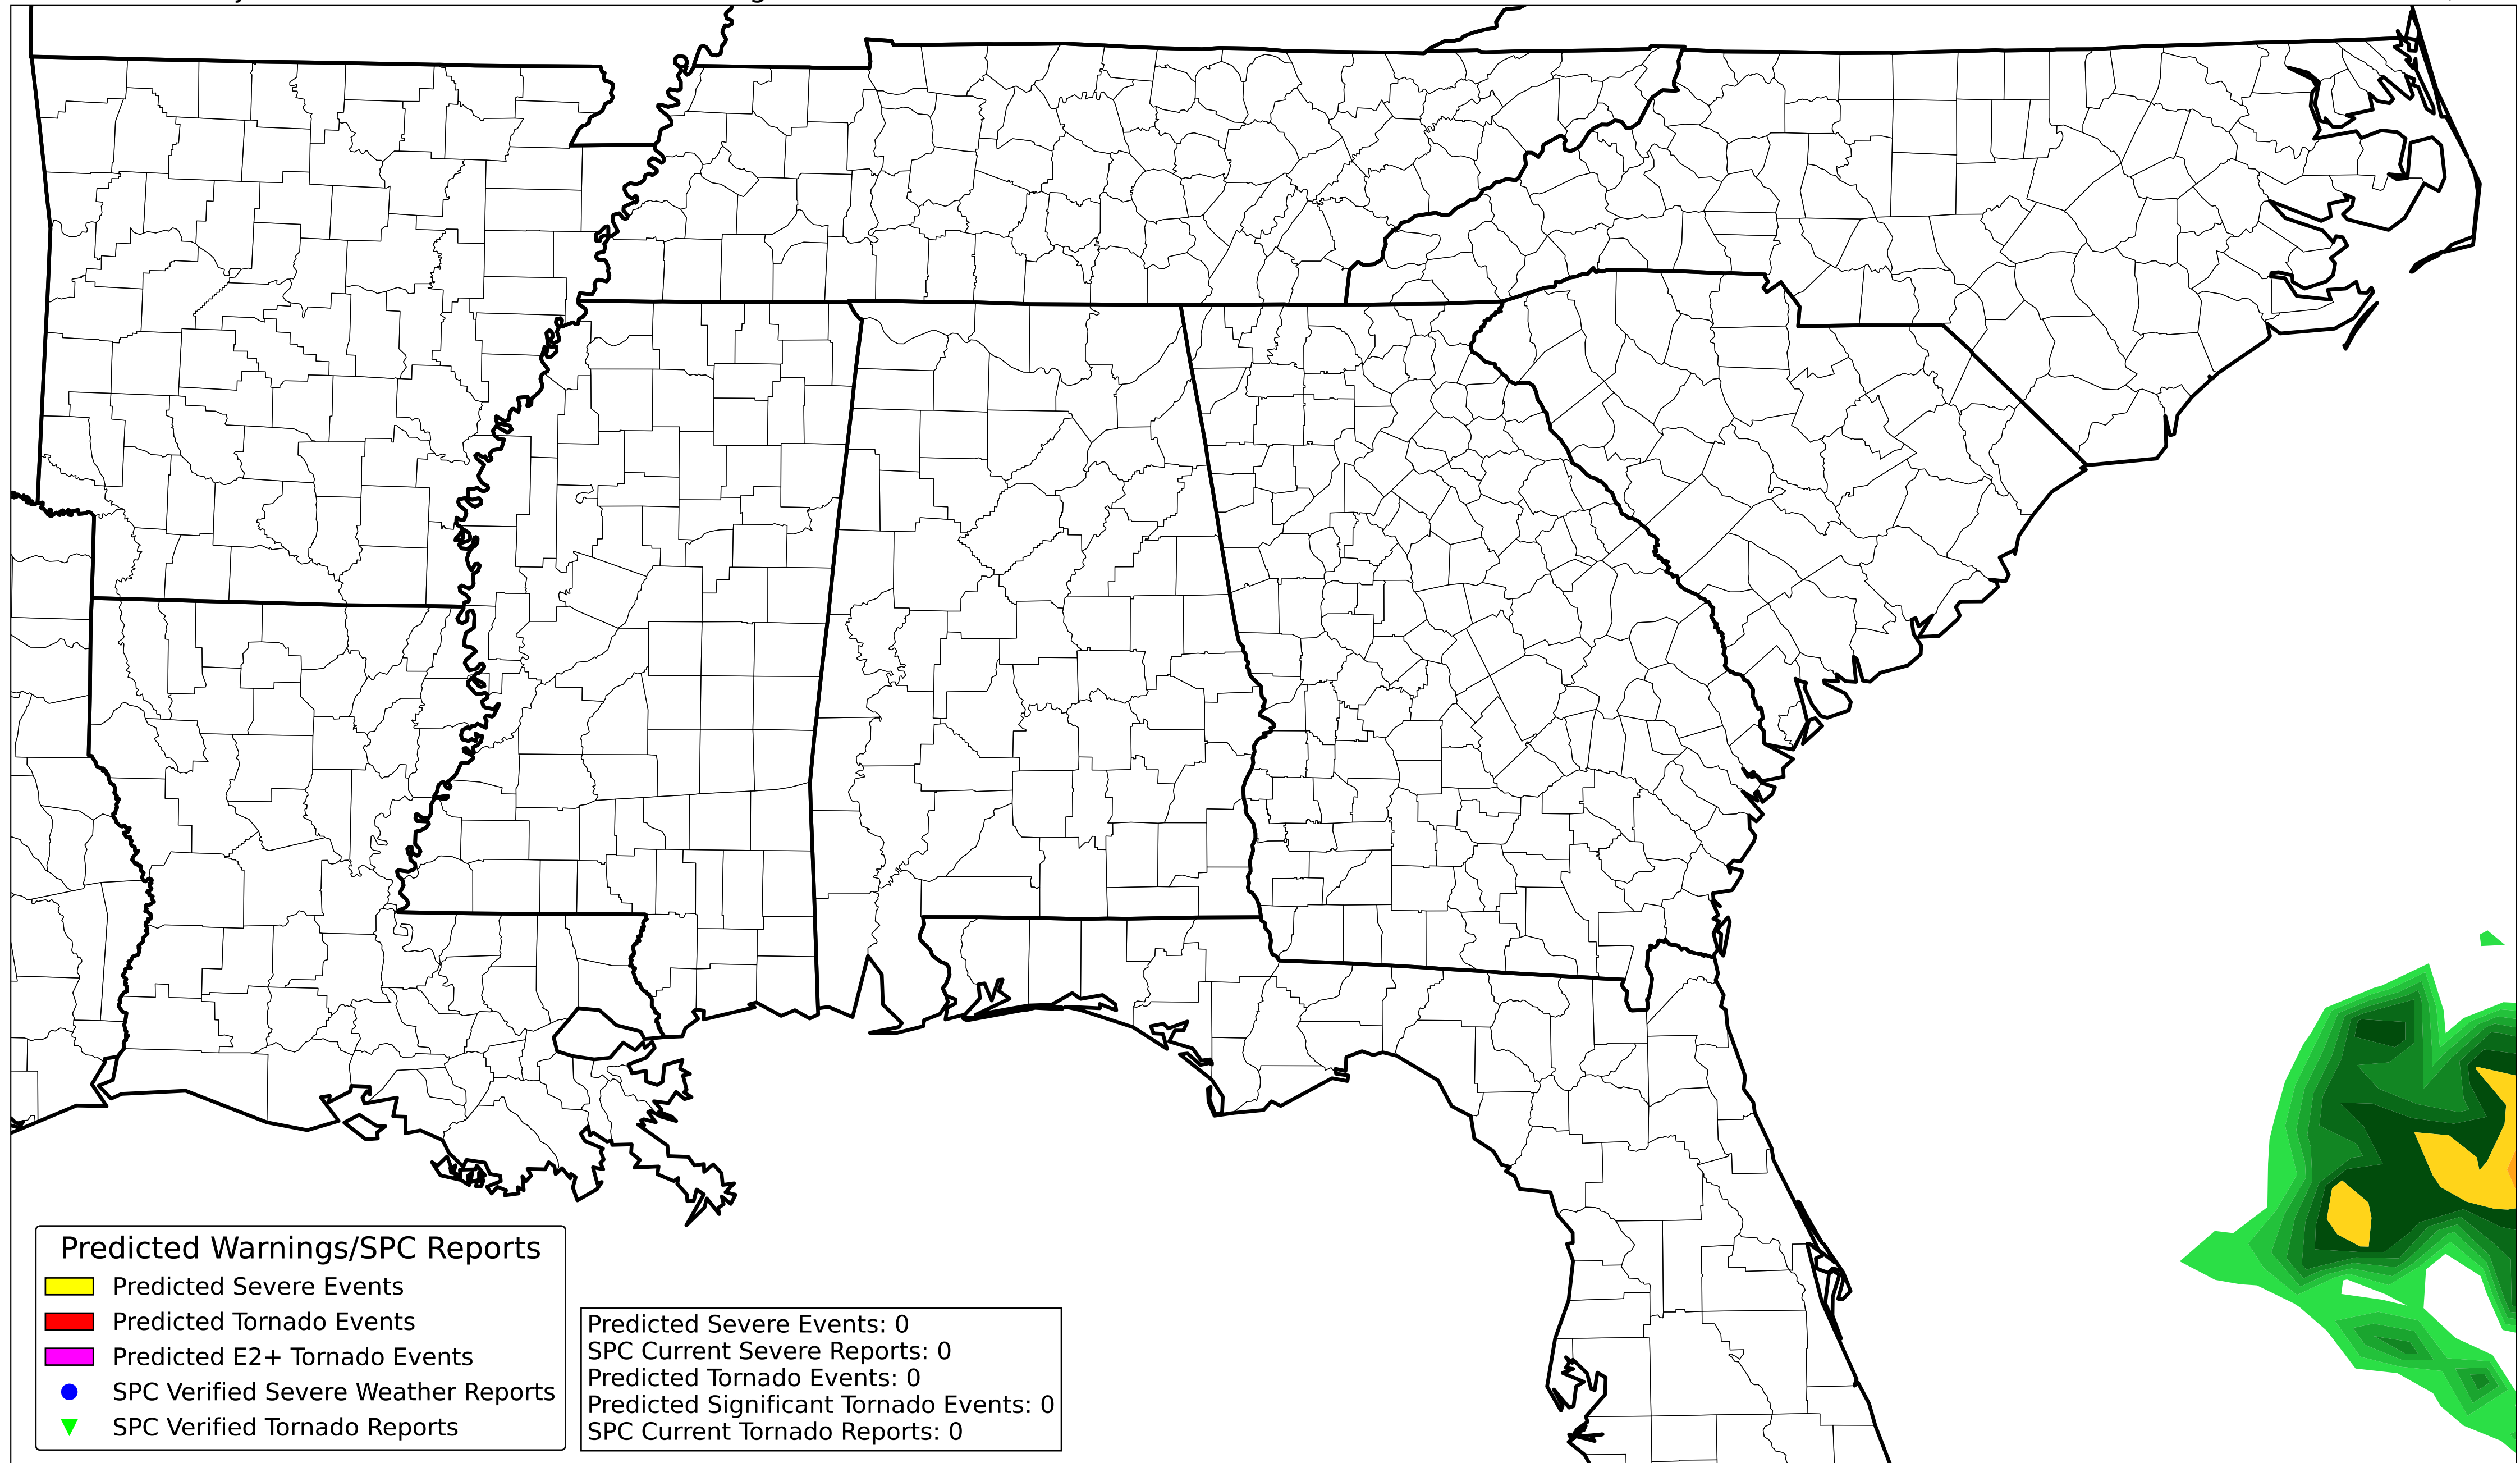 Predicted Warnings/SPC Reports
Predicted Severe Events
Predicted Tornado Events
Predicted E2+ Tornado Events
SPC Verified Severe Weather Reports
SPC Verified Tornado Reports
Predicted Severe Events: 0
SPC Current Severe Reports: 0
Predicted Tornado Events: 0
Predicted Significant Tornado Events: 0
SPC Current Tornado Reports: 0